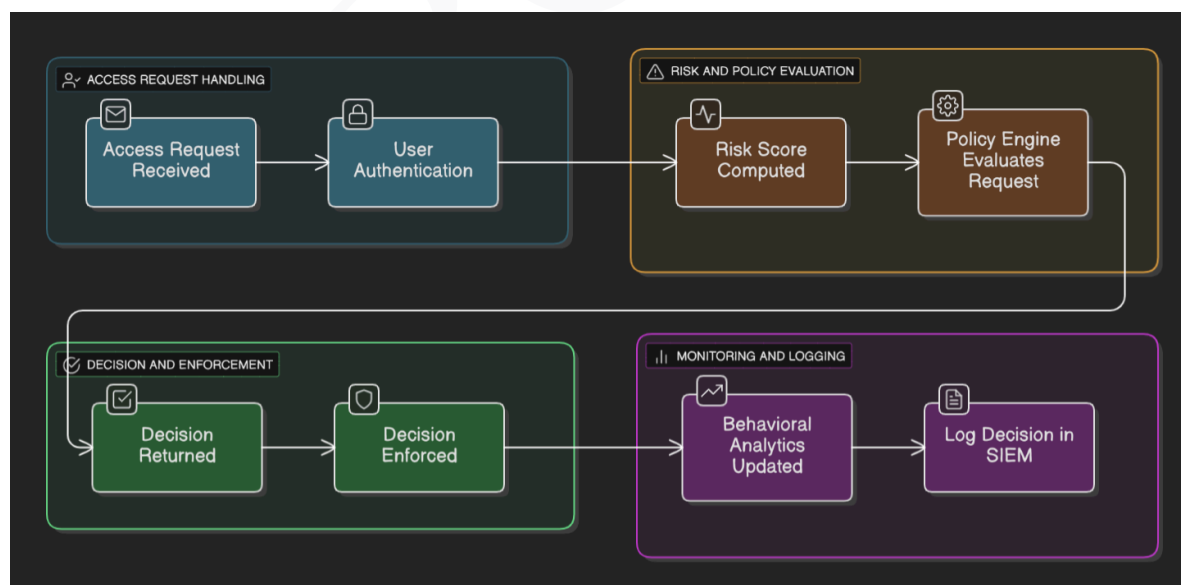 ACCESS REQUEST HANDLING
Access Request
Received
User
Authentication
RISK AND POLICY EVALUATION
Risk Score
Computed
Policy Engine
Evaluates
Request
DECISION AND ENFORCEMENT
Decision
Returned
Decision
Enforced
MONITORING AND LOGGING
Behavioral
Analytics
Updated
Log Decision in
SIEM